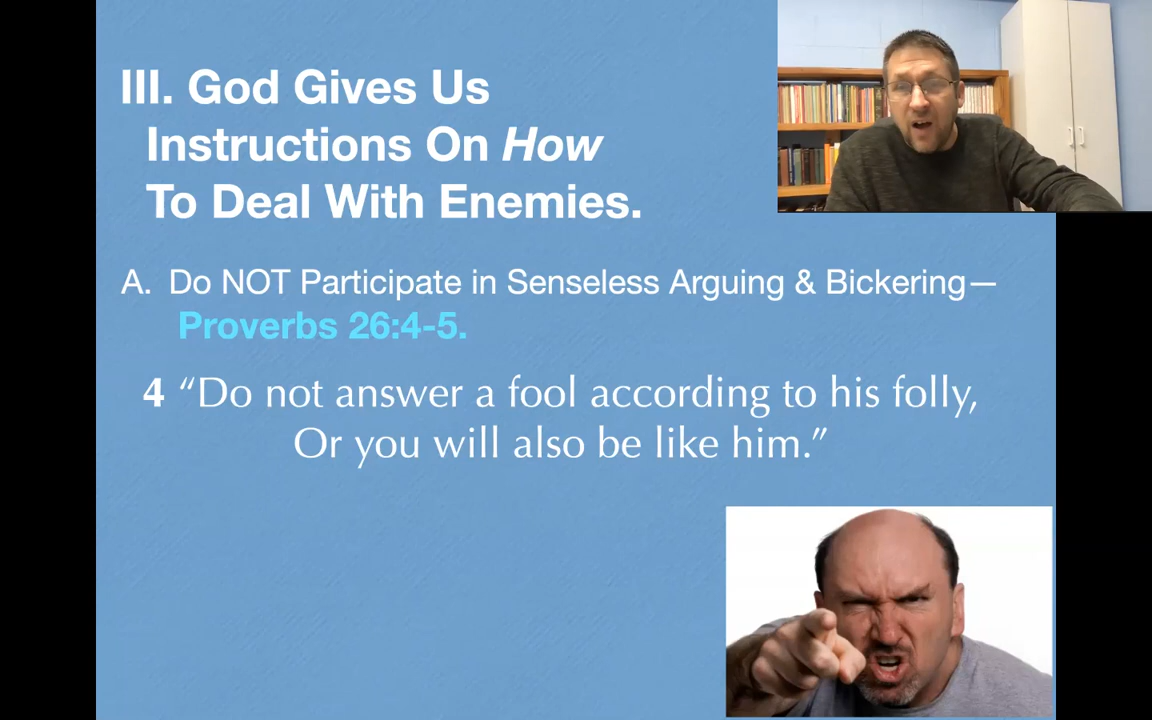 III. God Gives Us
Instructions On How
To Deal With Enemies.
A. Do NOT Participate in Senseless Arguing & Bickering—
Proverbs 26:4-5.
4 “Do not answer a fool according to his folly,
Or you will also be like him.”